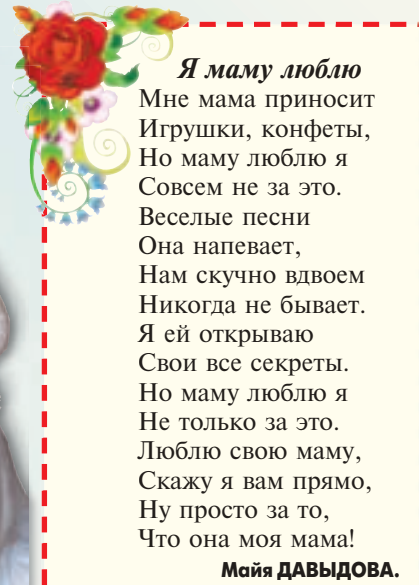 Я маму люблю
Мне мама приносит
Игрушки, конфеты,
Но маму люблю я
Совсем не за это.
Веселые песни
Она напевает,
Нам скучно вдвоем
Никогда не бывает.
Я ей открываю
Свои все секреты.
Но маму люблю я
Не только за это.
Люблю свою маму,
Скажу я вам прямо,
Ну просто за то,
Что она моя мама!
Майя ДАВЫДОВА.